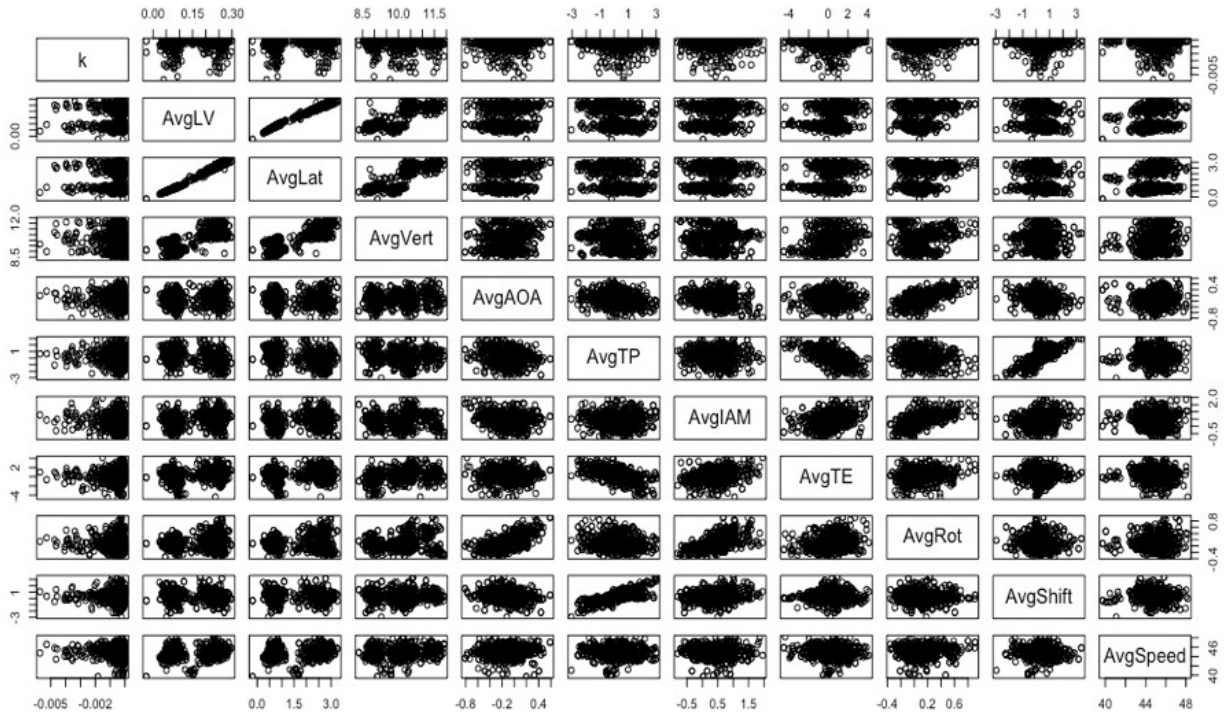 0.00 0.15 0.30 8.5 10.0 11.5 -3 -1 1 3 -4 0 2 4 -3 -1 1 3
k -0.005
0.00 AvgLV
AvgLat 0.0 3.0
8.5 12.0 AvgVert
AvgAOA -0.8 0.4
-3 1 AvgTP
AvgIAM -0.5 2.0
-4 2 AvgTE
AvgRot -0.4 0.8
-3 1 AvgShift
AvgSpeed 40 46
-0.005 -0.002 0.0 1.5 3.0 -0.8 -0.2 0.4 -0.5 0.5 1.5 -0.4 0.2 0.6 40 44 48